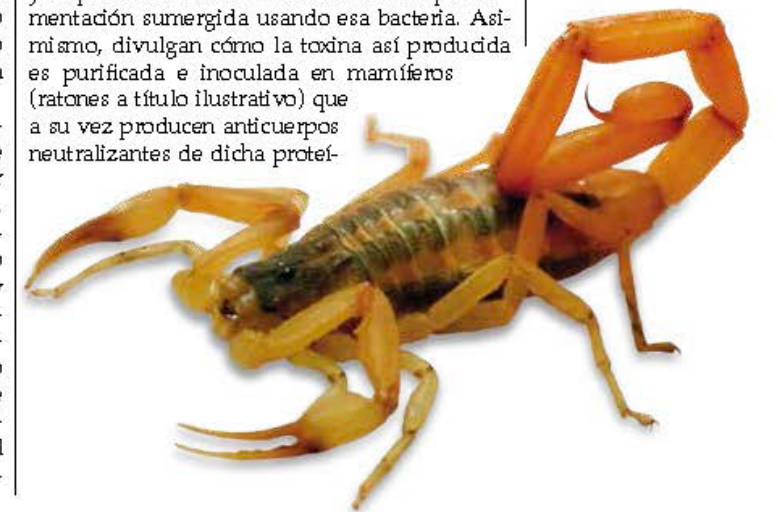 mentación sumergida usando esa bacteria. Asi-
mismo, divulgan cómo la toxina así producida
es purificada e inoculada en mamíferos
(ratones a título ilustrativo) que
a su vez producen anticuerpos
neutralizantes de dicha proteí-